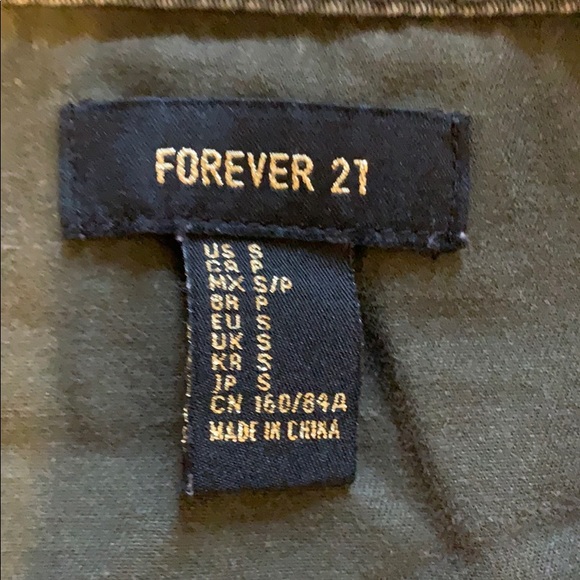 FOREVER 21
US S
CA P
MX S/P
BR P
EU S
UK S
KR S
JP S
CN 160/84A
MADE IN CHINA